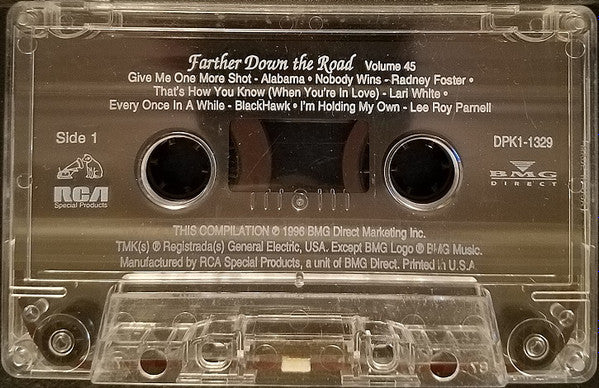 Farther Down the Road Volume 45
Give Me One More Shot - Alabama • Nobody Wins - Radney Foster •
That's How You Know (When You're In Love) - Lari White •
Every Once In A While - BlackHawk • I'm Holding My Own - Lee Roy Parnell
Side 1
DPK1-1329
RCA
Special Products
BMG
DIRECT
THIS COMPILATION ℗ 1996 BMG Direct Marketing Inc.
TMK(s) ® Registrada(s) General Electric, USA. Except BMG Logo ® BMG Music.
Manufactured by RCA Special Products, a unit of BMG Direct. Printed in U.S.A.